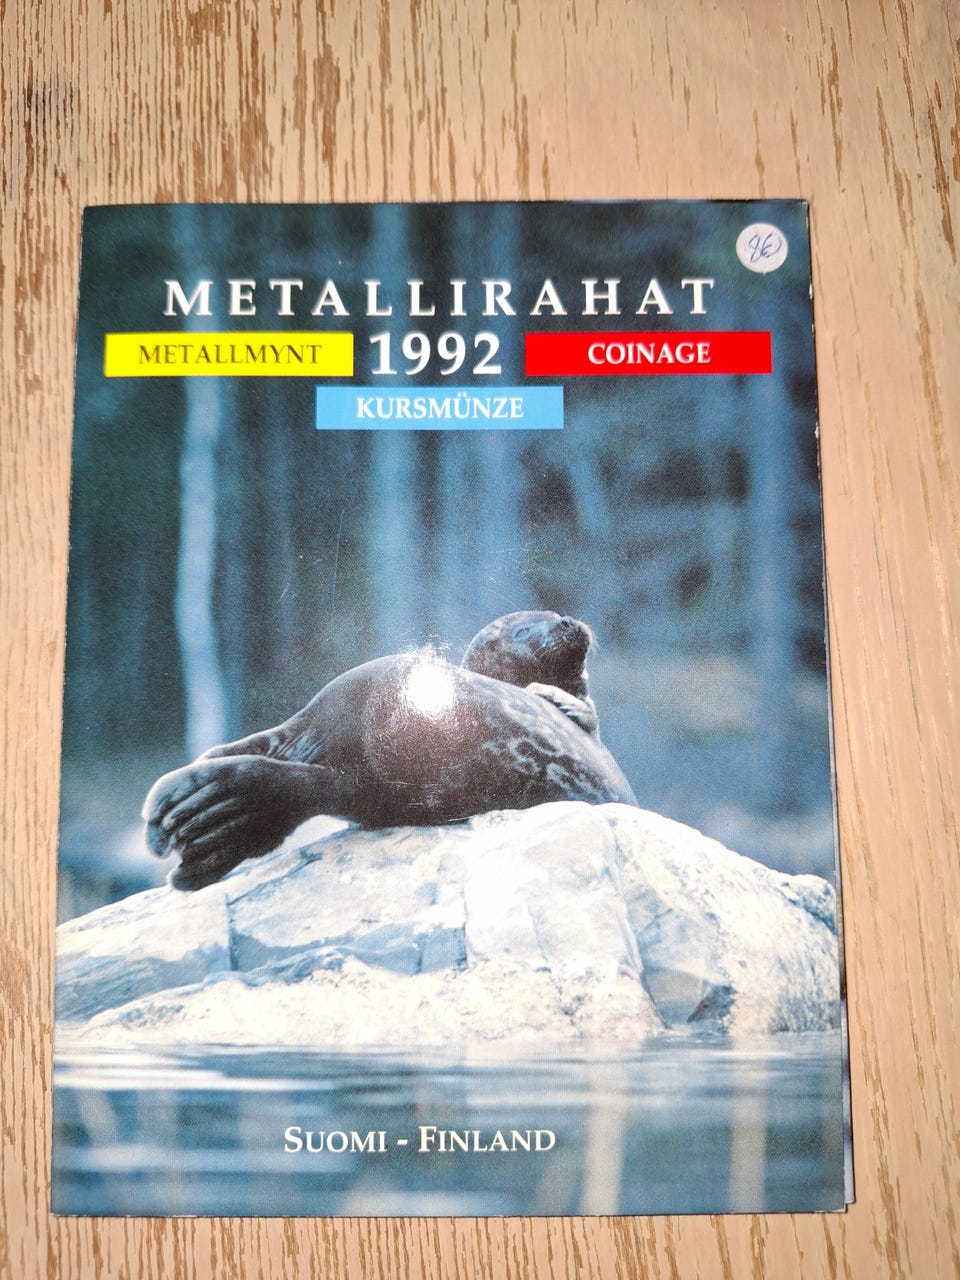 86
METALLIRAHAT
METALLMYNT 1992 COINAGE
KURSMÜNZE
SUOMI - FINLAND